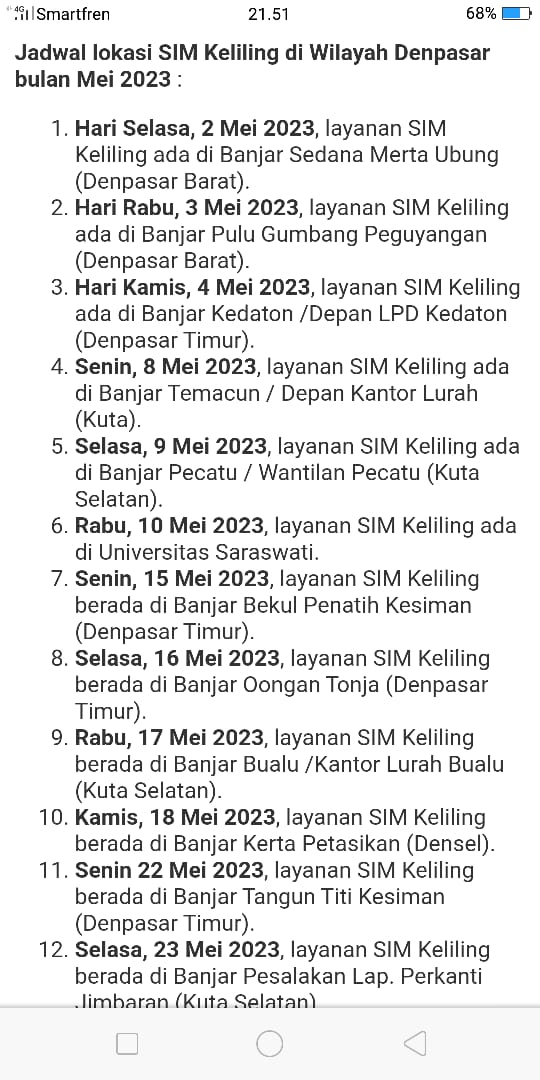 4G Smartfren 21.51 68%
Jadwal lokasi SIM Keliling di Wilayah Denpasar
bulan Mei 2023 :
1. Hari Selasa, 2 Mei 2023, layanan SIM
Keliling ada di Banjar Sedana Merta Ubung
(Denpasar Barat).
2. Hari Rabu, 3 Mei 2023, layanan SIM Keliling
ada di Banjar Pulu Gumbang Peguyangan
(Denpasar Barat).
3. Hari Kamis, 4 Mei 2023, layanan SIM Keliling
ada di Banjar Kedaton /Depan LPD Kedaton
(Denpasar Timur).
4. Senin, 8 Mei 2023, layanan SIM Keliling ada
di Banjar Temacun / Depan Kantor Lurah
(Kuta).
5. Selasa, 9 Mei 2023, layanan SIM Keliling ada
di Banjar Pecatu / Wantilan Pecatu (Kuta
Selatan).
6. Rabu, 10 Mei 2023, layanan SIM Keliling ada
di Universitas Saraswati.
7. Senin, 15 Mei 2023, layanan SIM Keliling
berada di Banjar Bekul Penatih Kesiman
(Denpasar Timur).
8. Selasa, 16 Mei 2023, layanan SIM Keliling
berada di Banjar Oongan Tonja (Denpasar
Timur).
9. Rabu, 17 Mei 2023, layanan SIM Keliling
berada di Banjar Bualu /Kantor Lurah Bualu
(Kuta Selatan).
10. Kamis, 18 Mei 2023, layanan SIM Keliling
berada di Banjar Kerta Petasikan (Densel).
11. Senin 22 Mei 2023, layanan SIM Keliling
berada di Banjar Tangun Titi Kesiman
(Denpasar Timur).
12. Selasa, 23 Mei 2023, layanan SIM Keliling
berada di Banjar Pesalakan Lap. Perkanti
Jimbaran (Kuta Selatan)